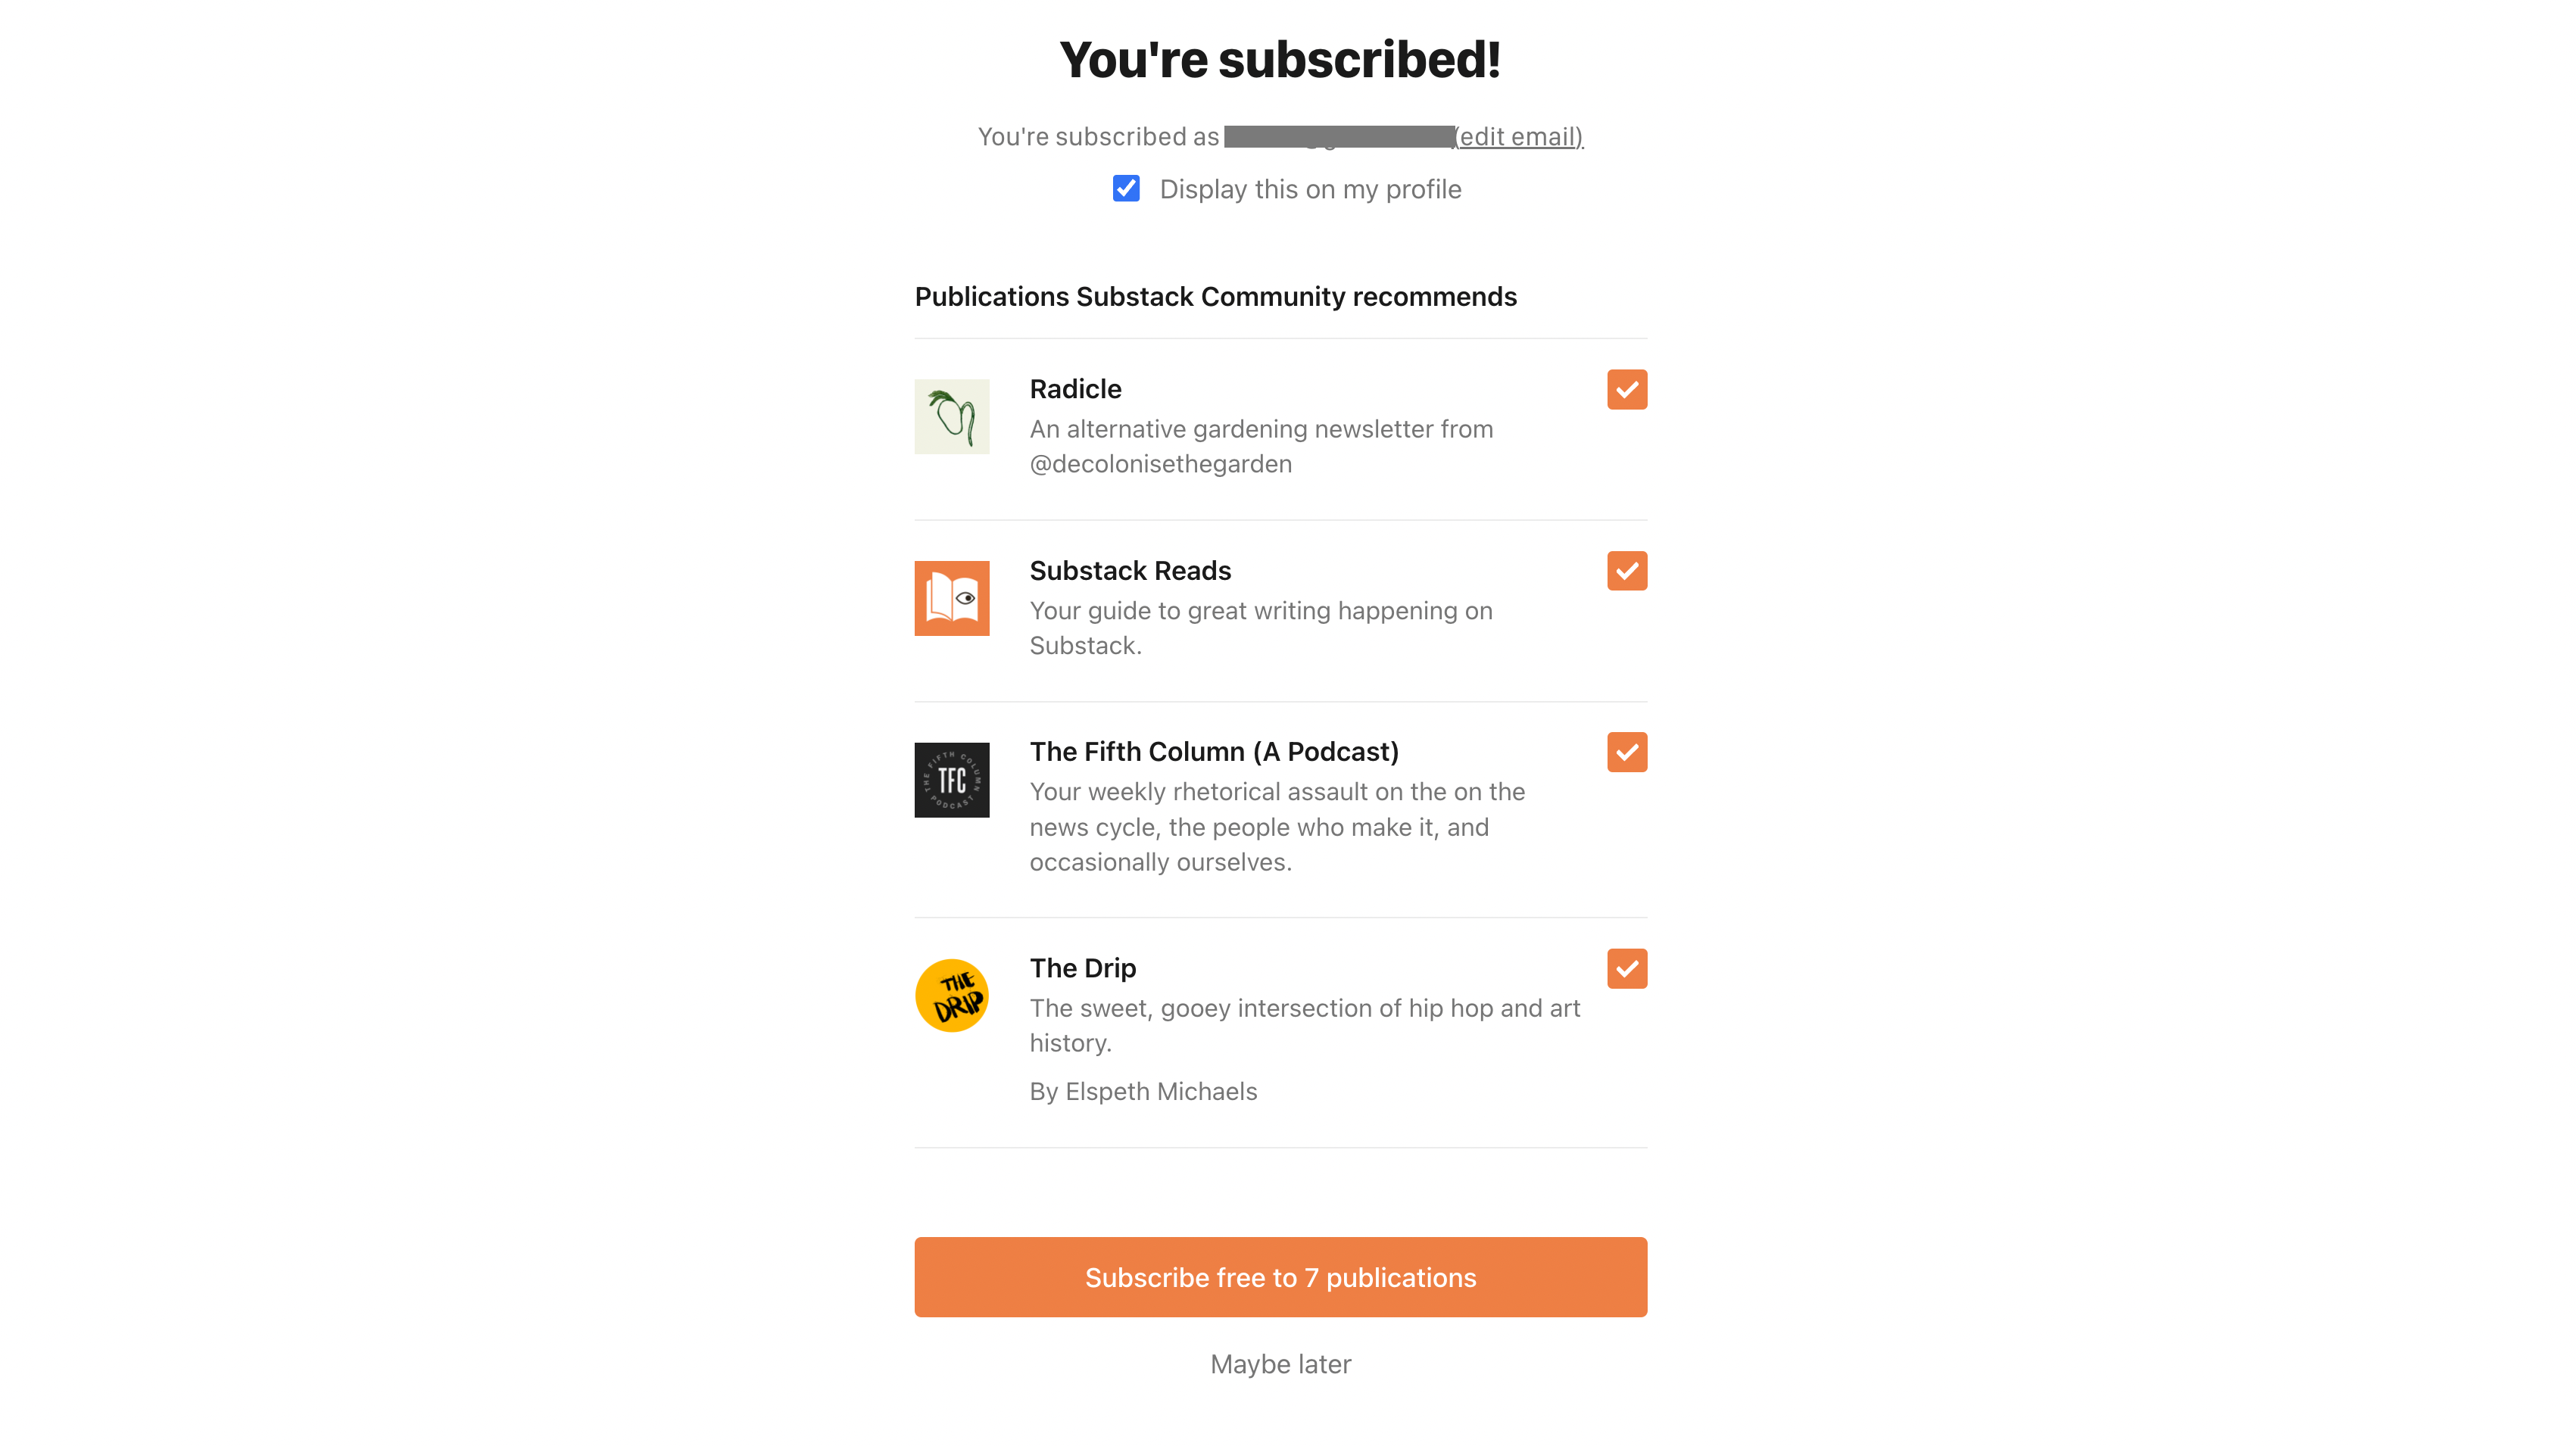 You're subscribed!
You're subscribed as (edit email)
Display this on my profile
Publications Substack Community recommends
Radicle
An alternative gardening newsletter from
@decolonisethegarden
Substack Reads
Your guide to great writing happening on
Substack.
THE FIFTH COLUMN
TFC
PODCAST
The Fifth Column (A Podcast)
Your weekly rhetorical assault on the on the
news cycle, the people who make it, and
occasionally ourselves.
THE
DRIP
The Drip
The sweet, gooey intersection of hip hop and art
history.
By Elspeth Michaels
Subscribe free to 7 publications
Maybe later